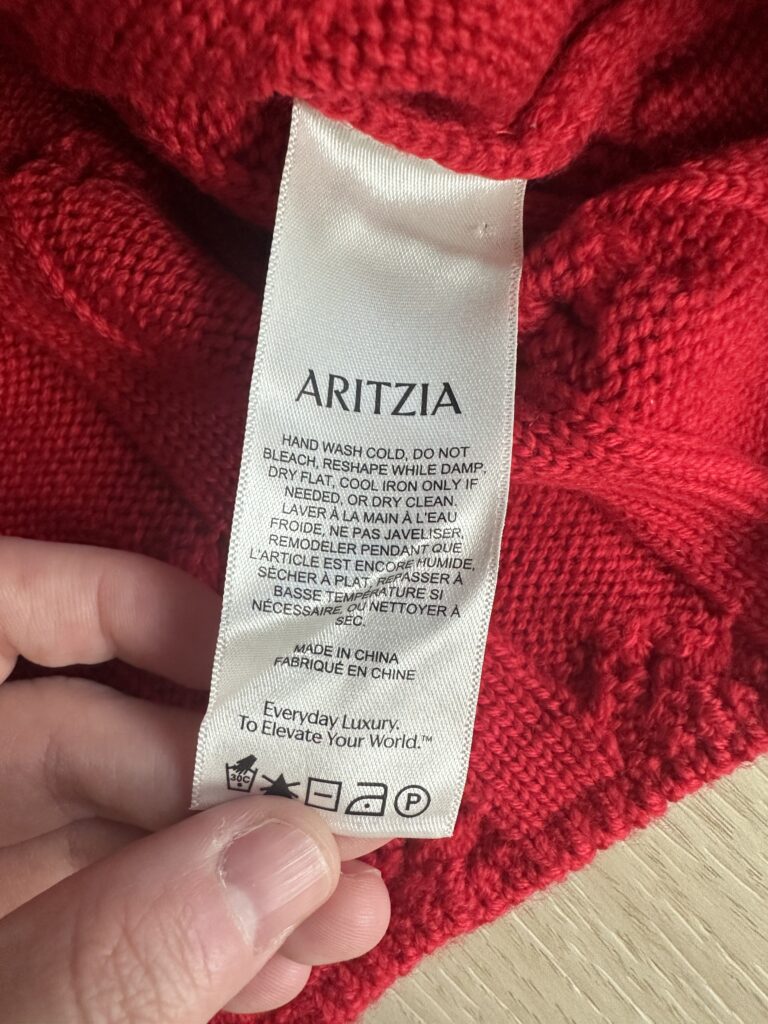 ARITZIA
HAND WASH COLD, DO NOT
BLEACH, RESHAPE WHILE DAMP,
DRY FLAT, COOL IRON ONLY IF
NEEDED, OR DRY CLEAN.
LAVER À LA MAIN À L'EAU
FROIDE, NE PAS JAVELISER,
REMODELER PENDANT QUE
L'ARTICLE EST ENCORE HUMIDE,
SÉCHER À PLAT, REPASSER À
BASSE TEMPÉRATURE SI
NÉCESSAIRE, OU NETTOYER À
SEC.
MADE IN CHINA
FABRIQUÉ EN CHINE
Everyday Luxury.
To Elevate Your World.™
30C
P